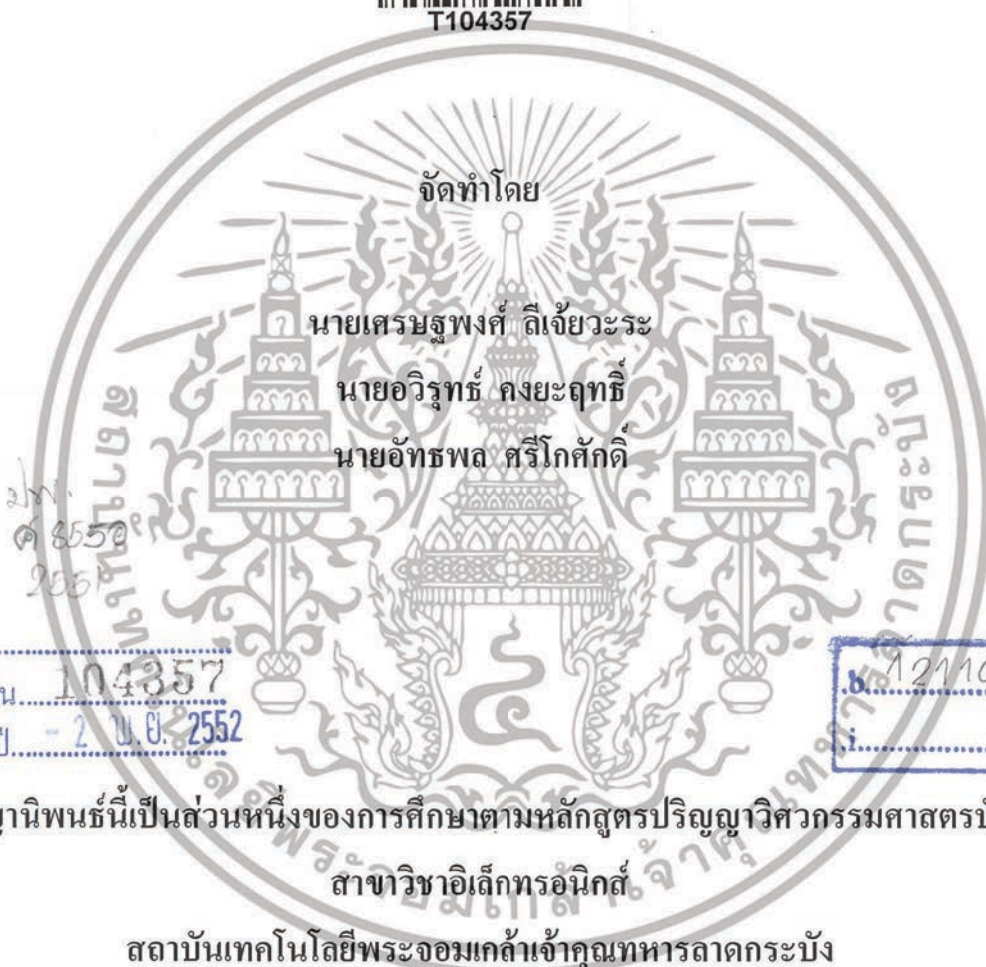 T104357
จัดทำโดย
นายเศรษฐพงศ์ ลีเจ้ยวะระ
นายอวิรุทธ์ คงยะฤทธิ์
นายอัทธพล ศรีโกศักดิ์
ปพ.
2551
104357
- 2 พ.ย. 2552
b. 12110
i.
ญานิพนธ์นี้เป็นส่วนหนึ่งของการศึกษาตามหลักสูตรปริญญาวิศวกรรมศาสตรบั
สาขาวิชาอิเล็กทรอนิกส์
สถาบันเทคโนโลยีพระจอมเกล้าเจ้าคุณทหารลาดกระบัง